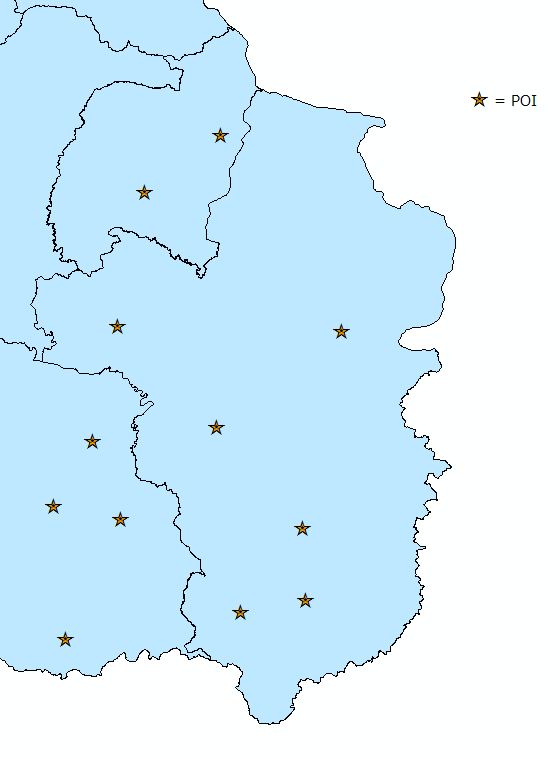 = POI